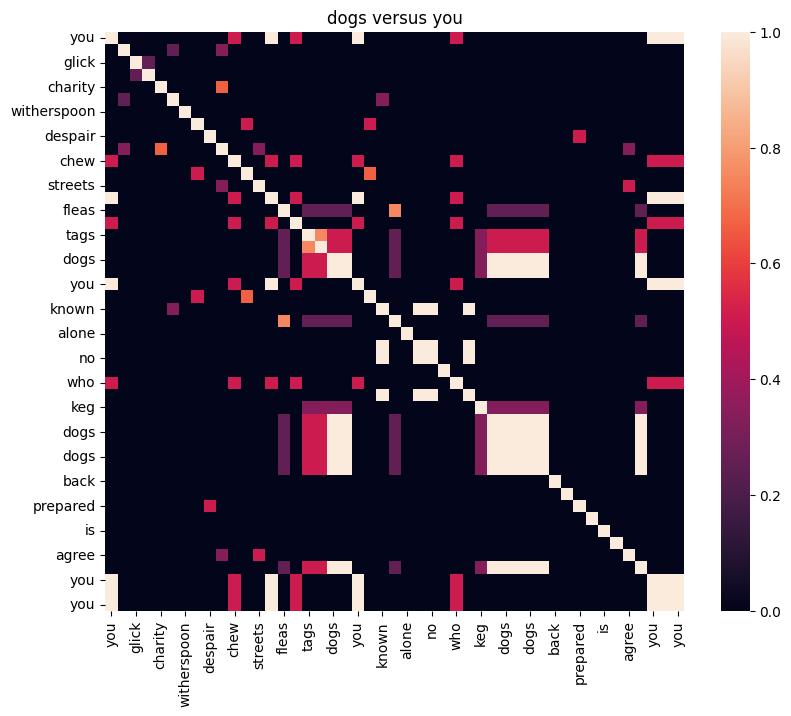 dogs versus you
you
glick
charity
witherspoon
despair
chew
streets
fleas
tags
dogs
you
known
alone
no
who
keg
dogs
dogs
back
prepared
is
agree
you
you
1.0
0.8
0.6
0.4
0.2
0.0
you
glick
charity
witherspoon
despair
chew
streets
fleas
tags
dogs
you
known
alone
no
who
keg
dogs
dogs
back
prepared
is
agree
you
you